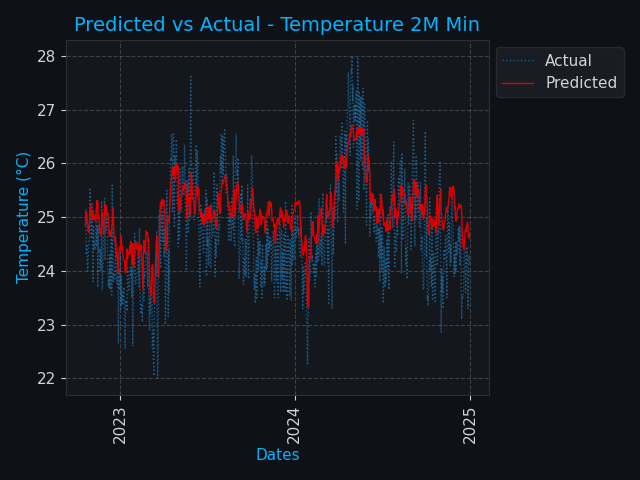 Predicted vs Actual - Temperature 2M Min
Actual
Predicted
28
27
26
25
24
23
22
Temperature (°C)
2023
2024
2025
Dates